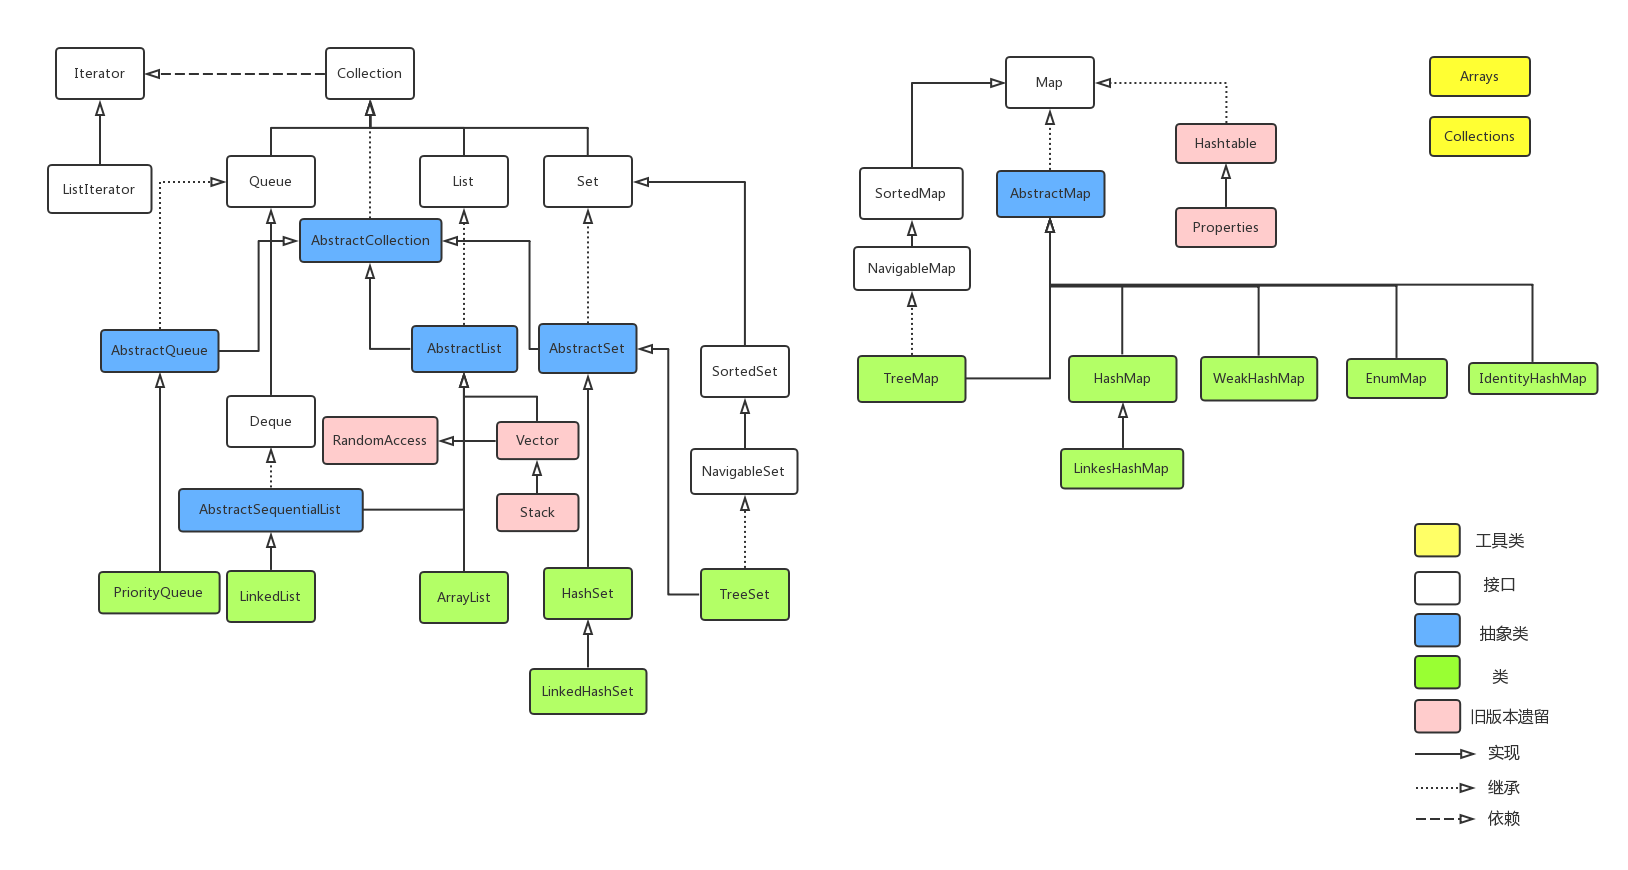 Iterator
Collection
Map
Arrays
Collections
Hashtable
ListIterator
Queue
List
Set
SortedMap
AbstractMap
Properties
AbstractCollection
NavigableMap
AbstractQueue
AbstractList
AbstractSet
SortedSet
TreeMap
HashMap
WeakHashMap
EnumMap
IdentityHashMap
Deque
RandomAccess
Vector
NavigableSet
LinkesHashMap
AbstractSequentialList
Stack
PriorityQueue
LinkedList
ArrayList
HashSet
TreeSet
LinkedHashSet
工具类
接口
抽象类
类
旧版本遗留
实现
继承
依赖